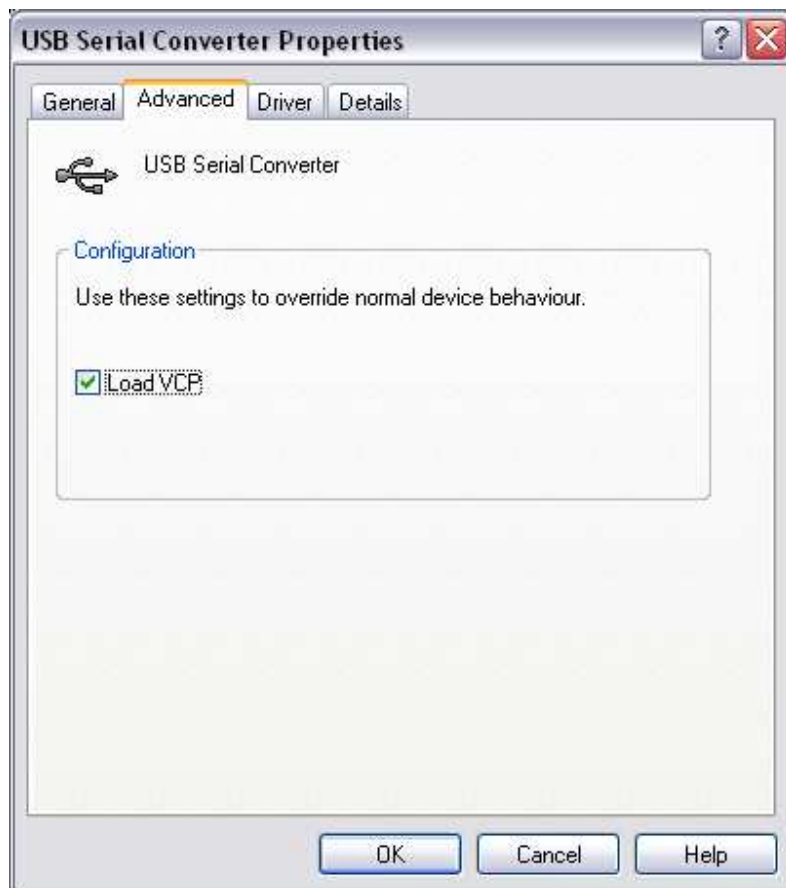 USB Serial Converter Properties
General Advanced Driver Details
USB Serial Converter
Configuration
Use these settings to override normal device behaviour.
Load VCP
OK Cancel Help